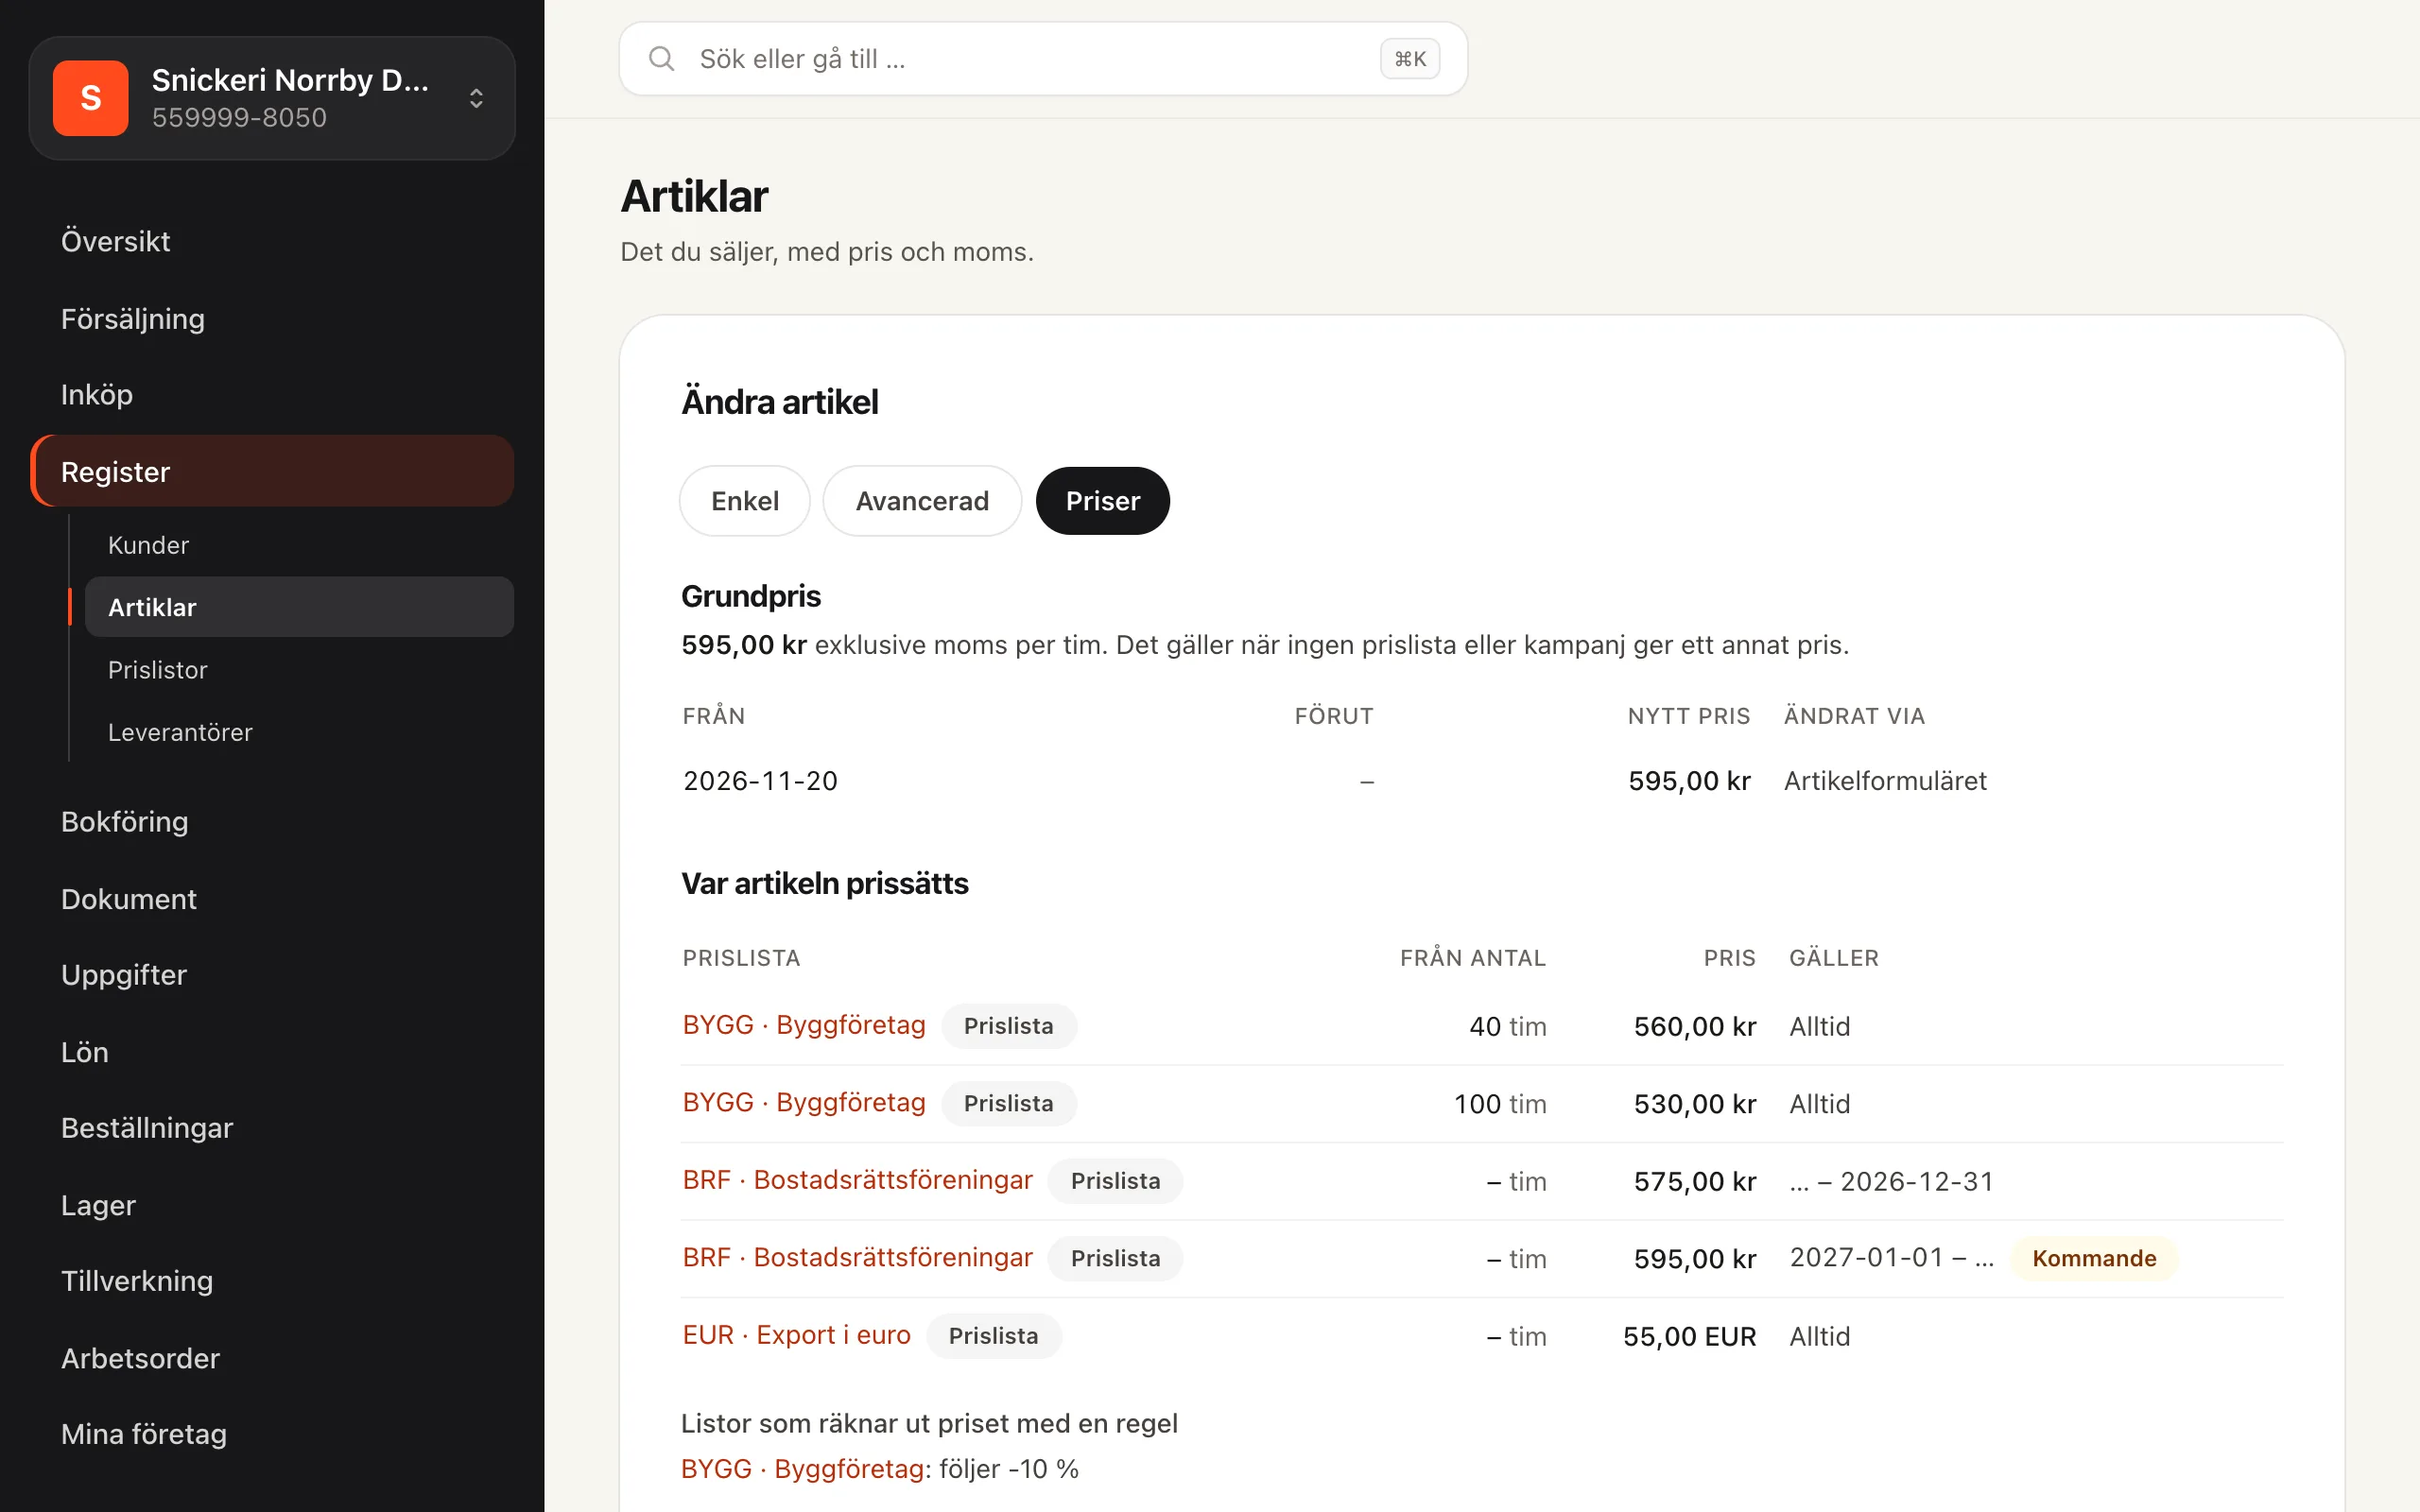 S
Snickeri Norrby D...
559999-8050
Översikt
Försäljning
Inköp
Register
Kunder
Artiklar
Prislistor
Leverantörer
Bokföring
Dokument
Uppgifter
Lön
Beställningar
Lager
Tillverkning
Arbetsorder
Mina företag
Sök eller gå till ... ⌘K
Artiklar
Det du säljer, med pris och moms.
Ändra artikel
Enkel Avancerad Priser
Grundpris
595,00 kr exklusive moms per tim. Det gäller när ingen prislista eller kampanj ger ett annat pris.
FRÅN FÖRUT NYTT PRIS ÄNDRAT VIA
2026-11-20 – 595,00 kr Artikelformuläret
Var artikeln prissätts
PRISLISTA FRÅN ANTAL PRIS GÄLLER
BYGG · Byggföretag Prislista 40 tim 560,00 kr Alltid
BYGG · Byggföretag Prislista 100 tim 530,00 kr Alltid
BRF · Bostadsrättsföreningar Prislista – tim 575,00 kr ... – 2026-12-31
BRF · Bostadsrättsföreningar Prislista – tim 595,00 kr 2027-01-01 – ... Kommande
EUR · Export i euro Prislista – tim 55,00 EUR Alltid
Listor som räknar ut priset med en regel
BYGG · Byggföretag: följer -10 %